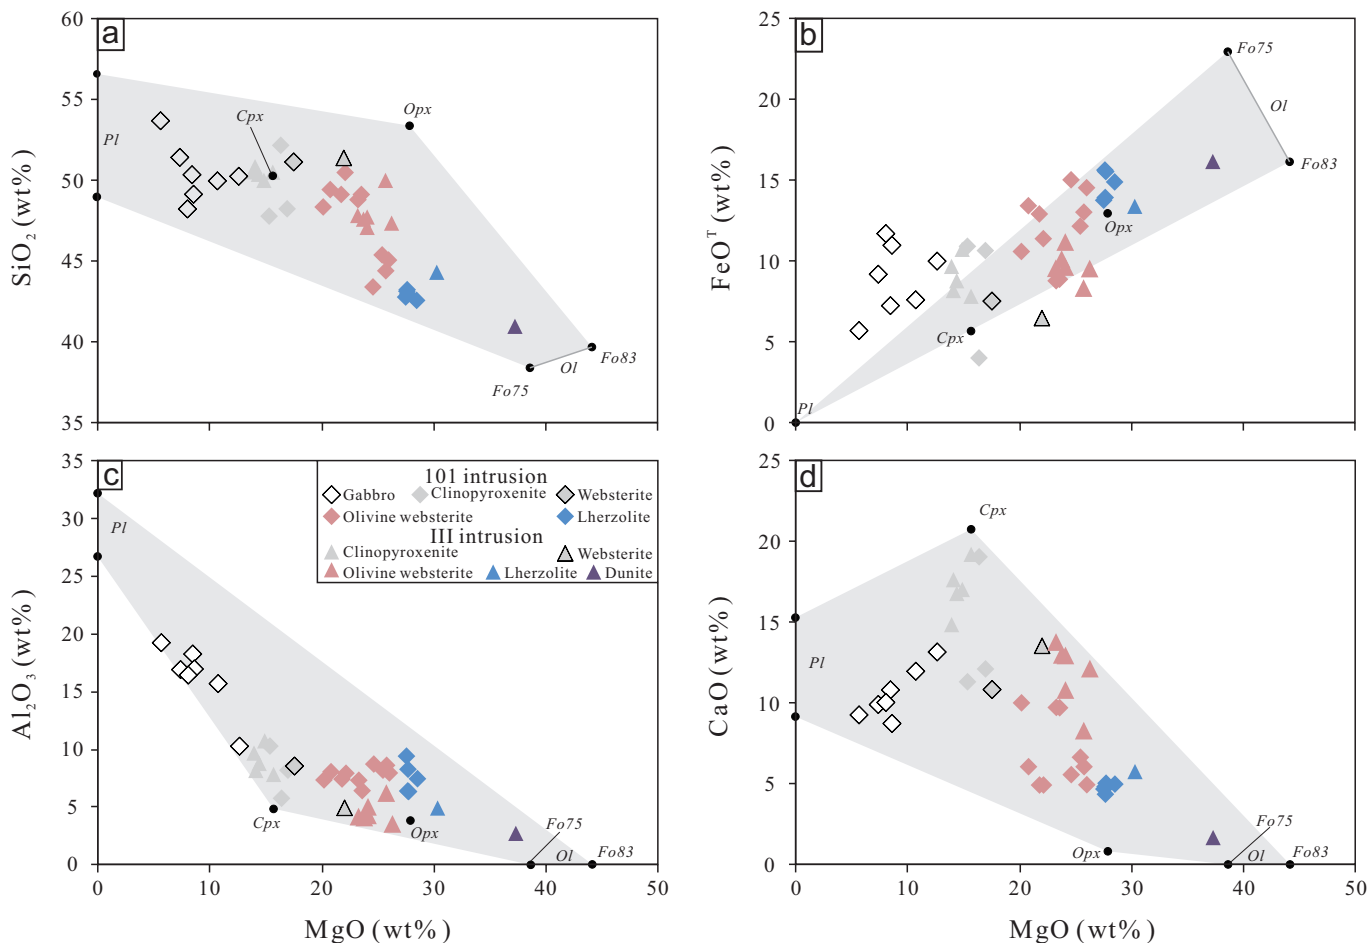 a
60
55
50
45
40
35
SiO2 (wt%)
Pl
Cpx
Opx
Ol
Fo75
Fo83
b
25
20
15
10
5
0
FeO^T (wt%)
Fo75
Ol
Fo83
Opx
Cpx
Pl
c
35
30
25
20
15
10
5
0
Al2O3 (wt%)
Pl
101 intrusion
Gabbro Clinopyroxenite Websterite
Olivine websterite Lherzolite
III intrusion
Clinopyroxenite Websterite
Olivine websterite Lherzolite Dunite
Cpx
Opx
Fo75
Ol
Fo83
0 10 20 30 40 50
MgO (wt%)
d
25
20
15
10
5
0
CaO (wt%)
Cpx
Pl
Opx
Fo75
Ol
Fo83
0 10 20 30 40 50
MgO (wt%)